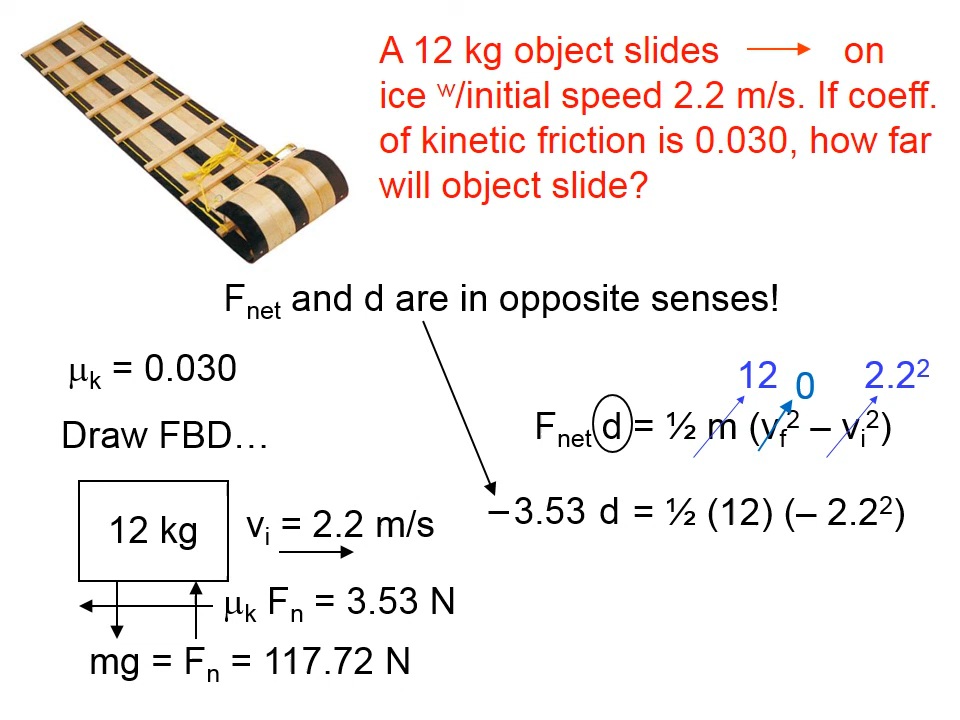 A 12 kg object slides on
ice ʷ/initial speed 2.2 m/s. If coeff.
of kinetic friction is 0.030, how far
will object slide?
Fₙₑₜ and d are in opposite senses!
μₖ = 0.030
Draw FBD…
12 kg
vᵢ = 2.2 m/s
μₖ Fₙ = 3.53 N
mg = Fₙ = 117.72 N
12 0 2.2²
Fₙₑₜ d = ½ m (v_f² – vᵢ²)
–3.53 d = ½ (12) (– 2.2²)